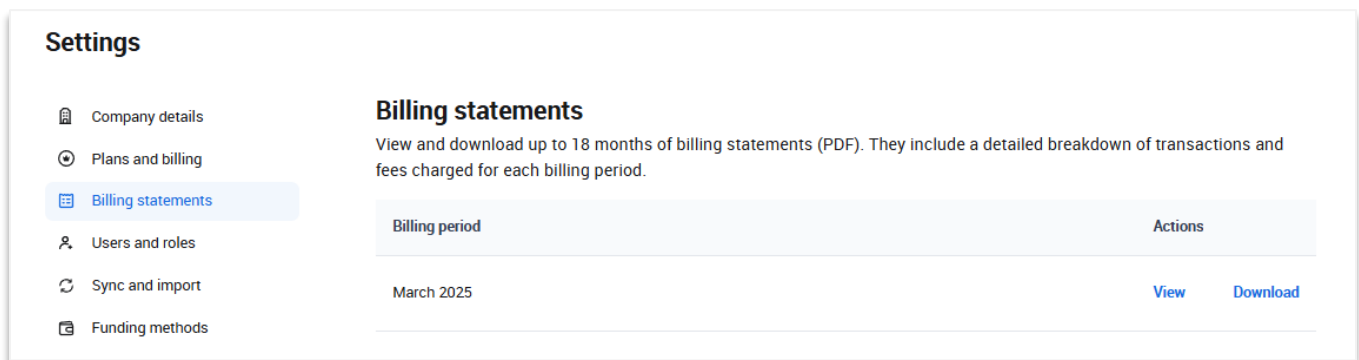 Settings
Company details
Plans and billing
Billing statements
Users and roles
Sync and import
Funding methods
Billing statements
View and download up to 18 months of billing statements (PDF). They include a detailed breakdown of transactions and
fees charged for each billing period.
Billing period Actions
March 2025 View Download